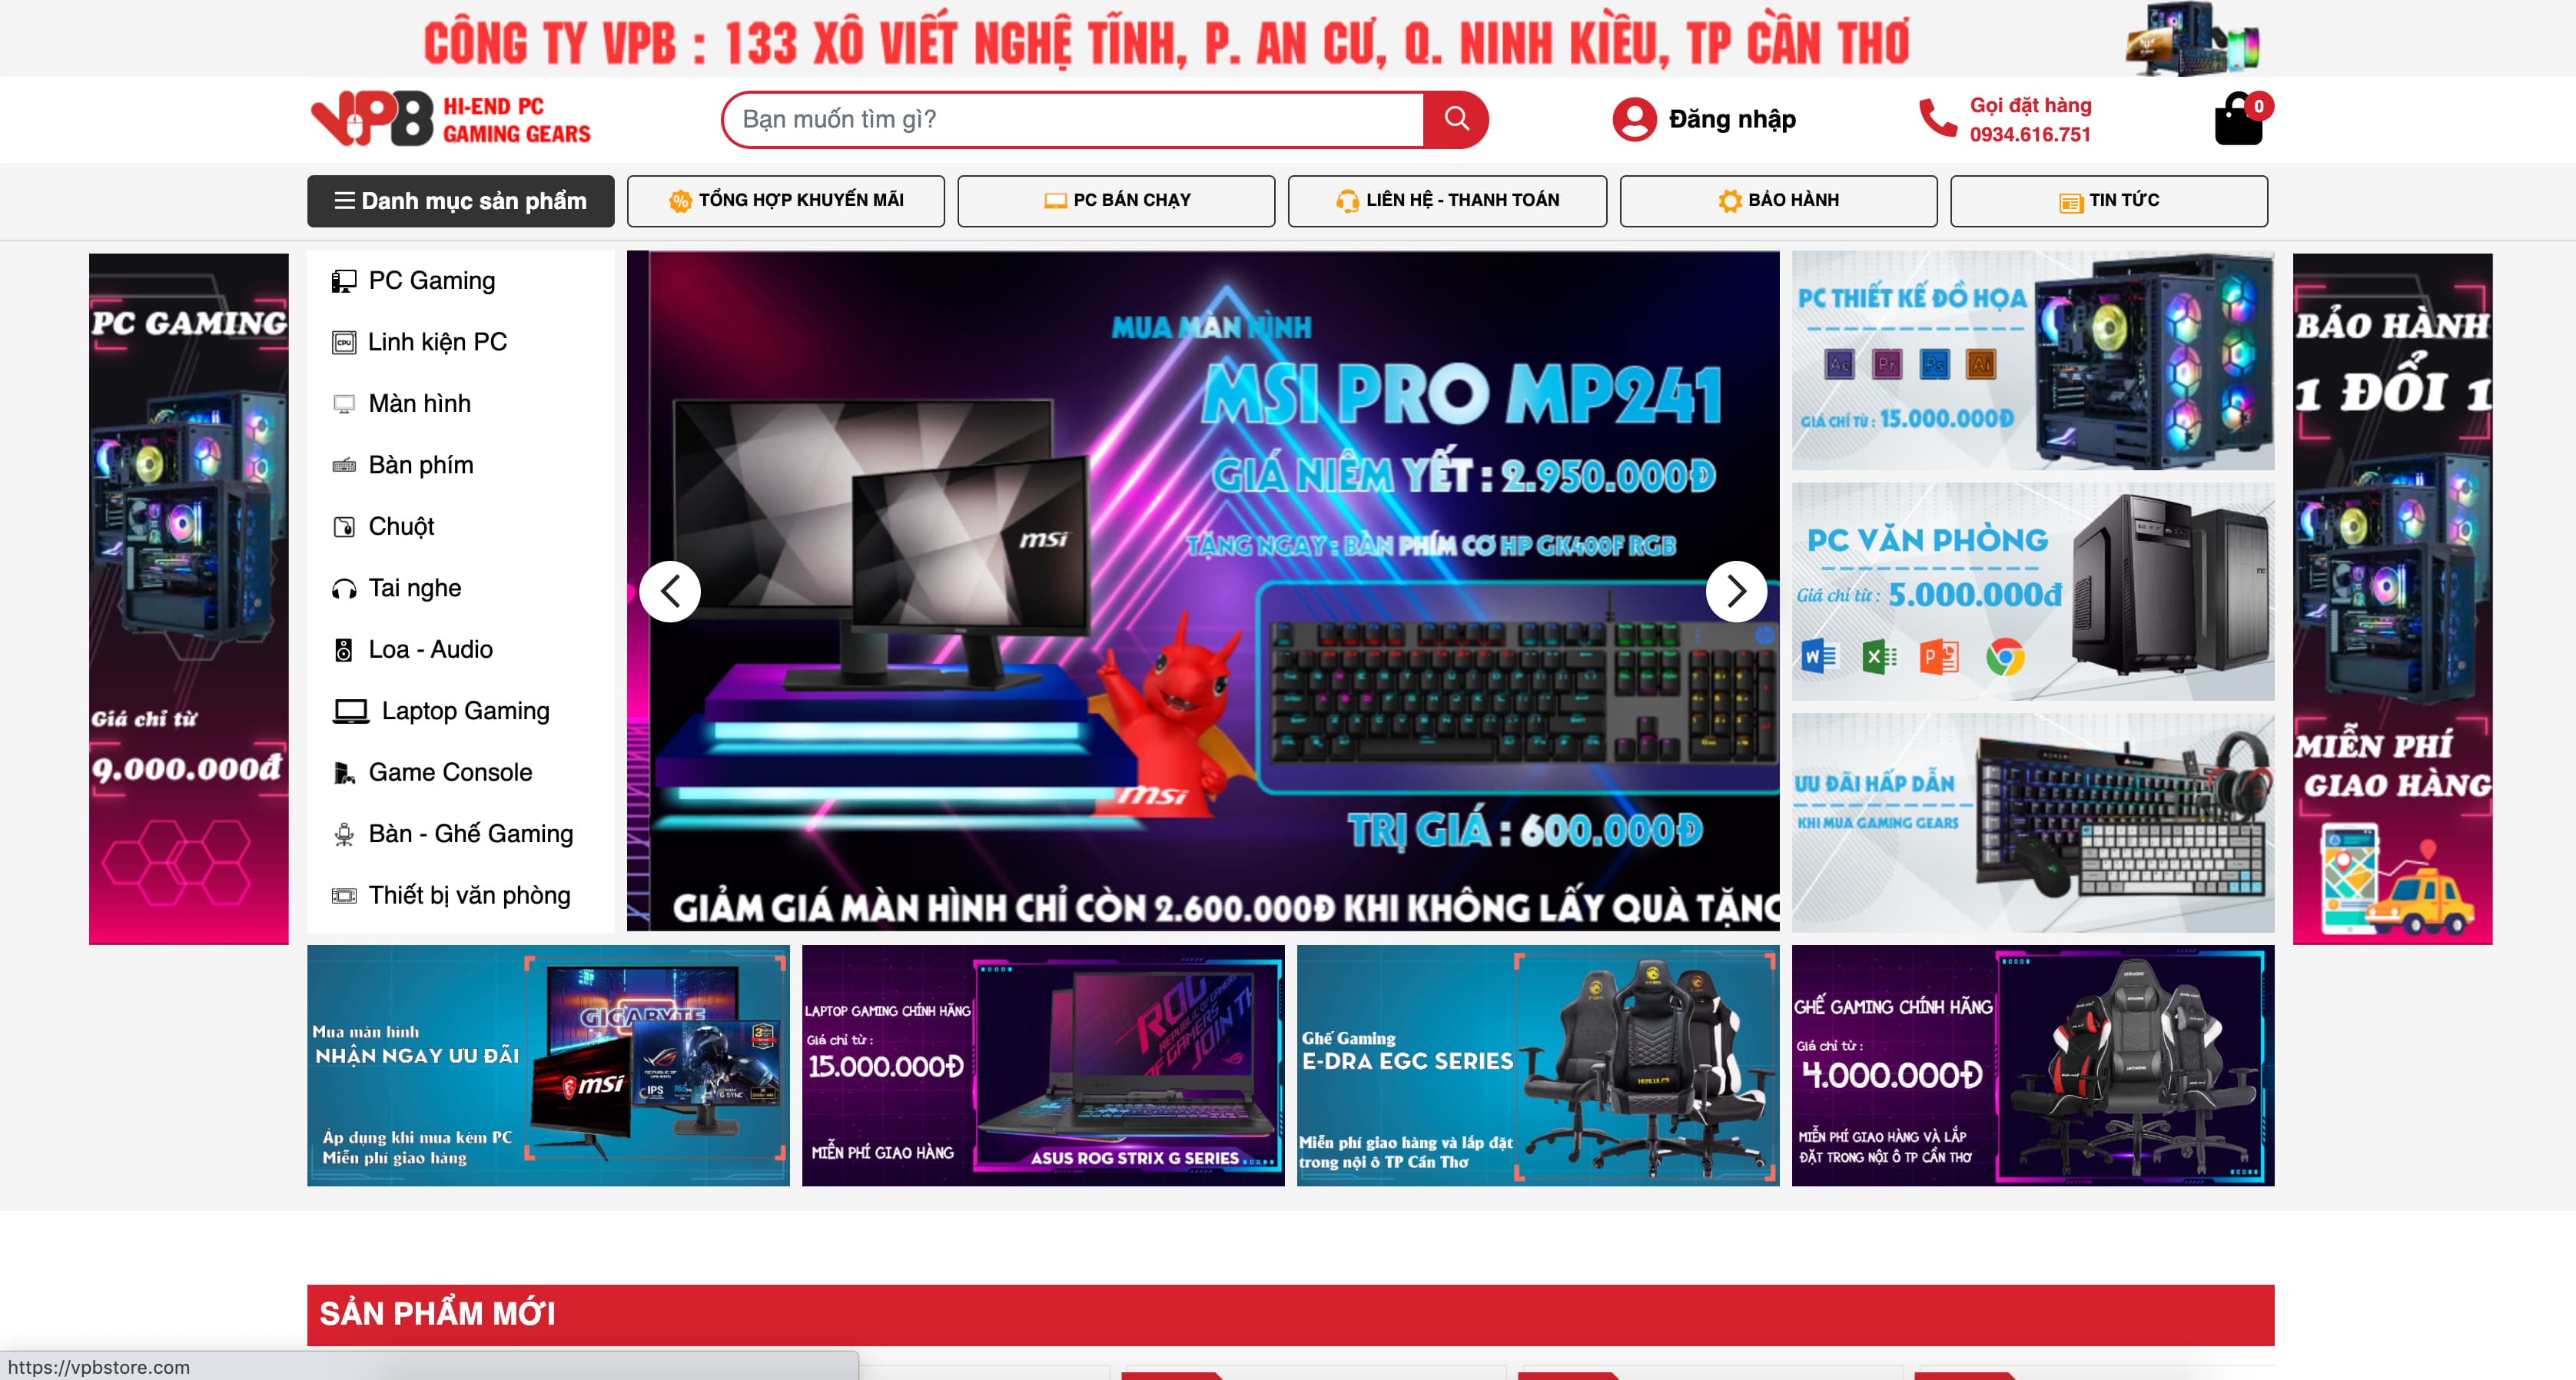 CÔNG TY VPB : 133 XÔ VIẾT NGHỆ TĨNH, P. AN CƯ, Q. NINH KIỀU, TP CẦN THƠ
VPB HI-END PC
GAMING GEARS
Bạn muốn tìm gì?
Đăng nhập
Gọi đặt hàng
0934.616.751
0
Danh mục sản phẩm
TỔNG HỢP KHUYẾN MÃI
PC BÁN CHẠY
LIÊN HỆ - THANH TOÁN
BẢO HÀNH
TIN TỨC
PC GAMING
Giá chỉ từ
9.000.000đ
PC Gaming
CPU
Linh kiện PC
Màn hình
Bàn phím
Chuột
Tai nghe
Loa - Audio
Laptop Gaming
Game Console
Bàn - Ghế Gaming
Thiết bị văn phòng
MUA MÀN HÌNH
MSI PRO MP241
GIÁ NIÊM YẾT : 2.950.000Đ
TẶNG NGAY : BÀN PHÍM CƠ HP GK400F RGB
msi
msi
TRỊ GIÁ : 600.000Đ
GIẢM GIÁ MÀN HÌNH CHỈ CÒN 2.600.000Đ KHI KHÔNG LẤY QUÀ TẶNG
PC THIẾT KẾ ĐỒ HỌA
Ae Pr Ps Ai
GIÁ CHỈ TỪ : 15.000.000Đ
PC VĂN PHÒNG
Giá chỉ từ : 5.000.000đ
W X P
ƯU ĐÃI HẤP DẪN
KHI MUA GAMING GEARS
BẢO HÀNH
1 ĐỔI 1
MIỄN PHÍ
GIAO HÀNG
Mua màn hình
NHẬN NGAY ƯU ĐÃI
GIGABYTE
msi
IPS
G-SYNC
Áp dụng khi mua kèm PC
Miễn phí giao hàng
LAPTOP GAMING CHÍNH HÃNG
Giá chỉ từ :
15.000.000Đ
MIỄN PHÍ GIAO HÀNG
ROG
REPUBLIC OF GAMERS
JOIN TH
ASUS ROG STRIX G SERIES
Ghế Gaming
E-DRA EGC SERIES
HERCULES
Miễn phí giao hàng và lắp đặt
trong nội ô TP Cần Thơ
GHẾ GAMING CHÍNH HÃNG
Giá chỉ từ :
4.000.000Đ
MIỄN PHÍ GIAO HÀNG VÀ LẮP
ĐẶT TRONG NỘI Ô TP CẦN THƠ
SẢN PHẨM MỚI
https://vpbstore.com